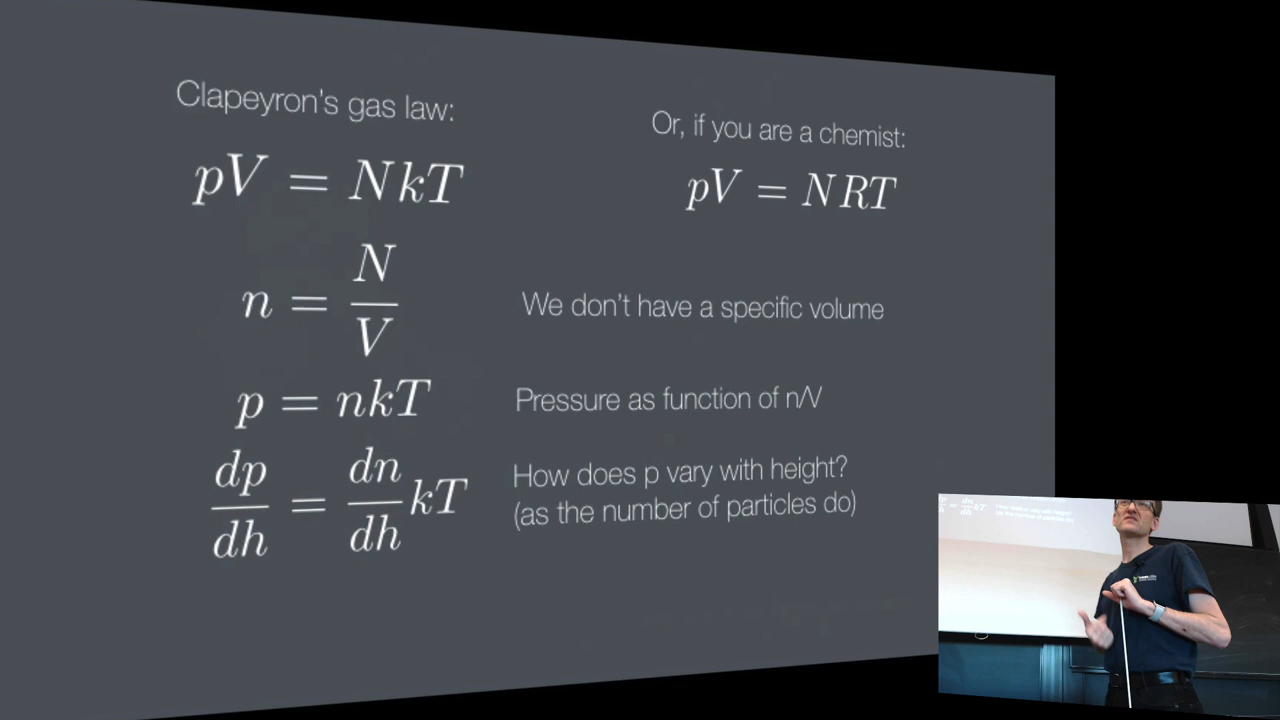 Clapeyron's gas law:
pV = NkT
Or, if you are a chemist:
pV = NRT
n = N/V
We don't have a specific volume
p = nkT
Pressure as function of n/V
dp/dh = dn/dh kT
How does p vary with height?
(as the number of particles do)